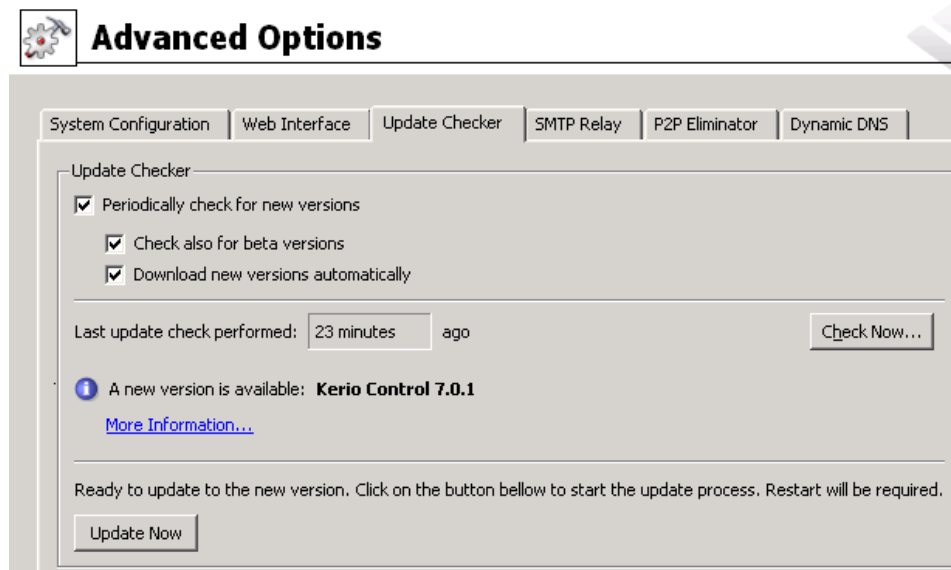 Advanced Options
System Configuration Web Interface Update Checker SMTP Relay P2P Eliminator Dynamic DNS
Update Checker
Periodically check for new versions
Check also for beta versions
Download new versions automatically
Last update check performed: 23 minutes ago Check Now...
A new version is available: Kerio Control 7.0.1
More Information...
Ready to update to the new version. Click on the button bellow to start the update process. Restart will be required.
Update Now